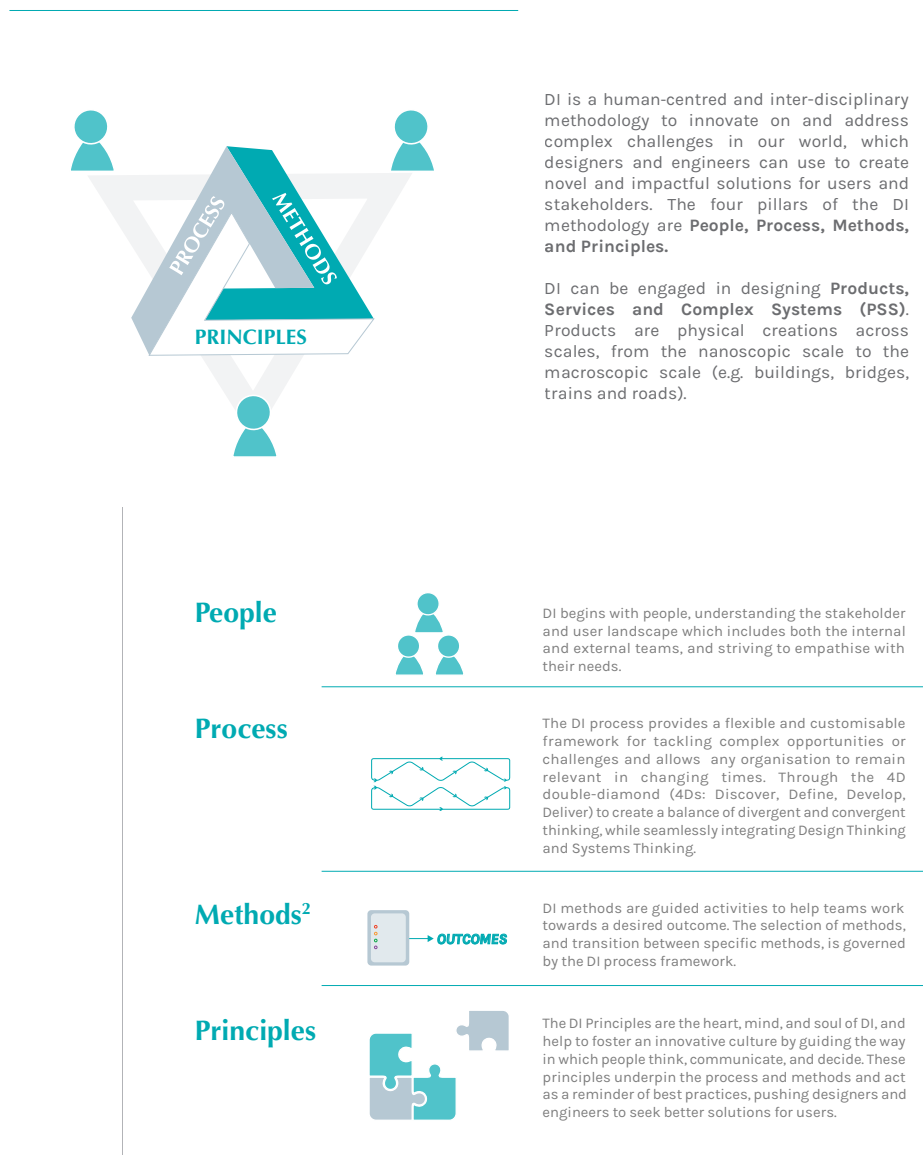 PROCESS
METHODS
PRINCIPLES
DI is a human-centred and inter-disciplinary
methodology to innovate on and address
complex challenges in our world, which
designers and engineers can use to create
novel and impactful solutions for users and
stakeholders. The four pillars of the DI
methodology are People, Process, Methods,
and Principles.
DI can be engaged in designing Products,
Services and Complex Systems (PSS).
Products are physical creations across
scales, from the nanoscopic scale to the
macroscopic scale (e.g. buildings, bridges,
trains and roads).
People
DI begins with people, understanding the stakeholder
and user landscape which includes both the internal
and external teams, and striving to empathise with
their needs.
Process
The DI process provides a flexible and customisable
framework for tackling complex opportunities or
challenges and allows any organisation to remain
relevant in changing times. Through the 4D
double-diamond (4Ds: Discover, Define, Develop,
Deliver) to create a balance of divergent and convergent
thinking, while seamlessly integrating Design Thinking
and Systems Thinking.
Methods²
OUTCOMES
DI methods are guided activities to help teams work
towards a desired outcome. The selection of methods,
and transition between specific methods, is governed
by the DI process framework.
Principles
The DI Principles are the heart, mind, and soul of DI, and
help to foster an innovative culture by guiding the way
in which people think, communicate, and decide. These
principles underpin the process and methods and act
as a reminder of best practices, pushing designers and
engineers to seek better solutions for users.